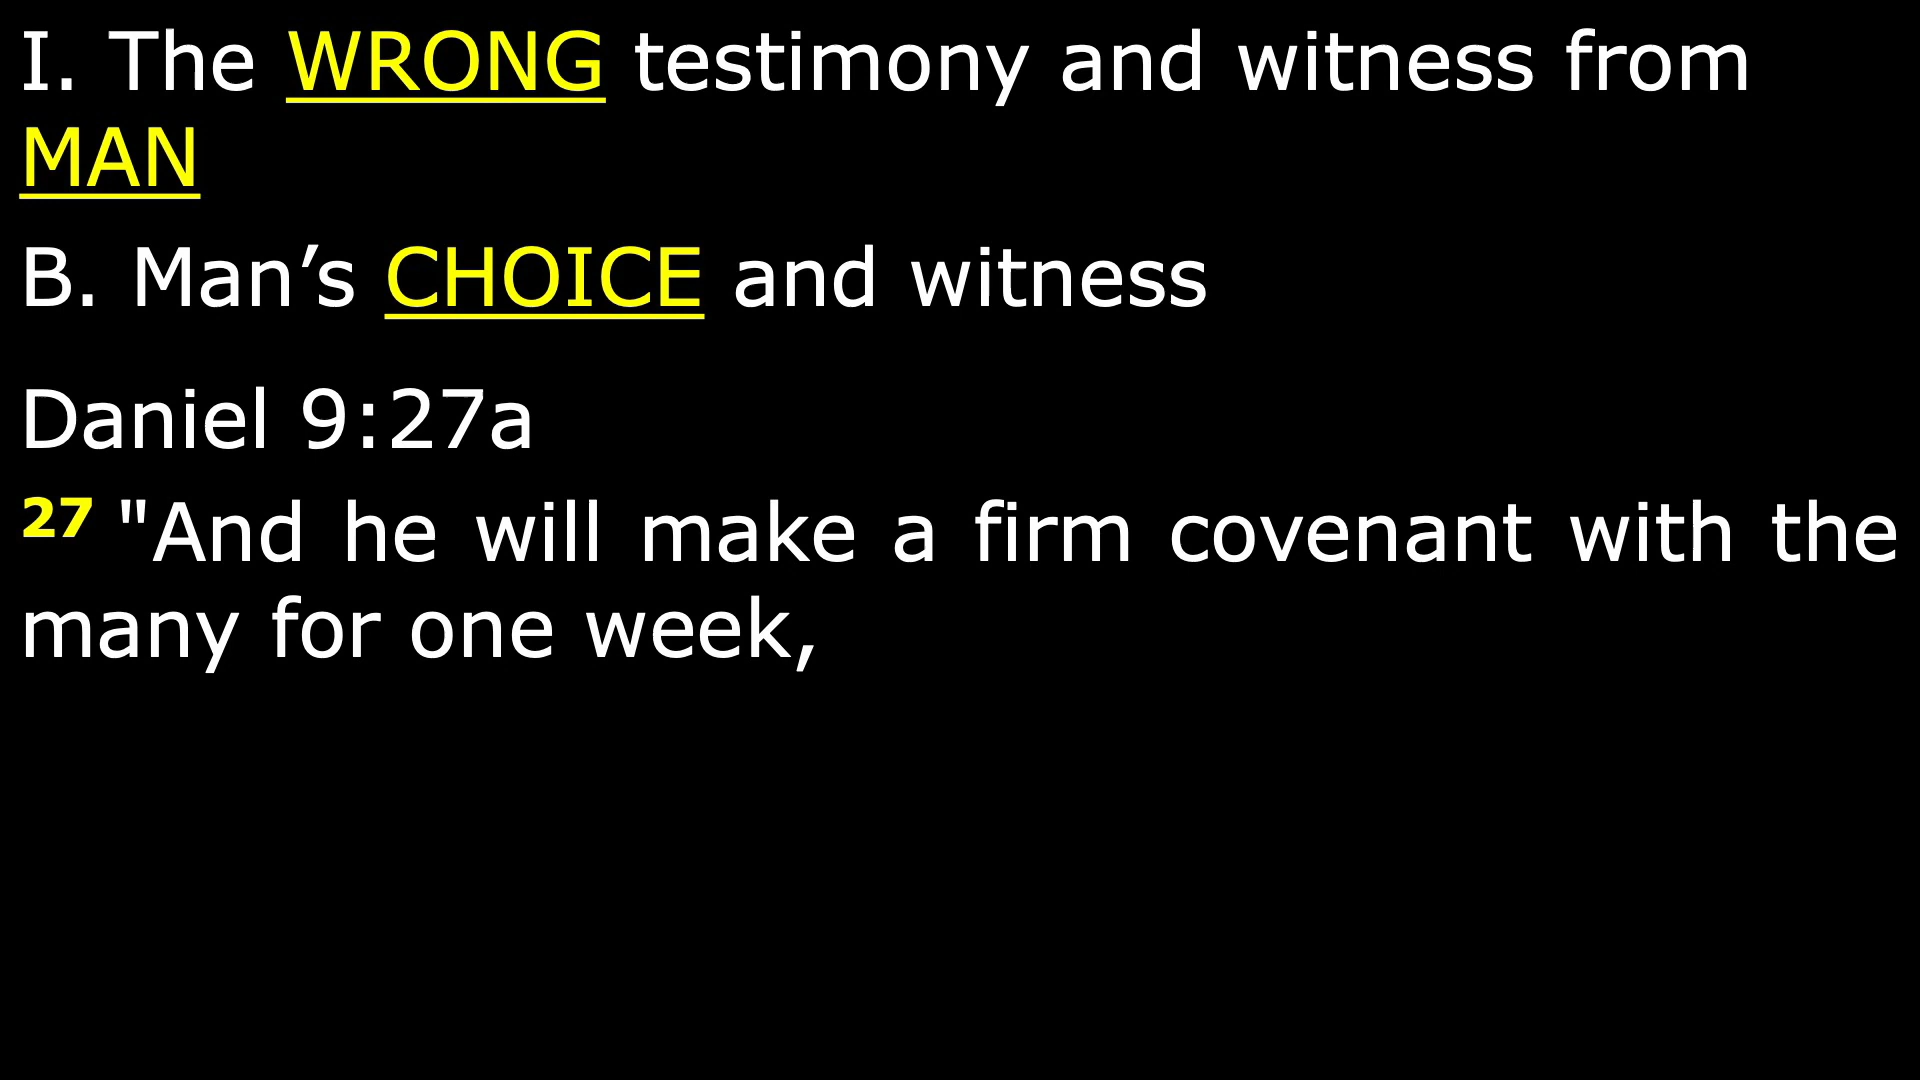 I. The WRONG testimony and witness from
MAN
B. Man’s CHOICE and witness
Daniel 9:27a
27 "And he will make a firm covenant with the
many for one week,